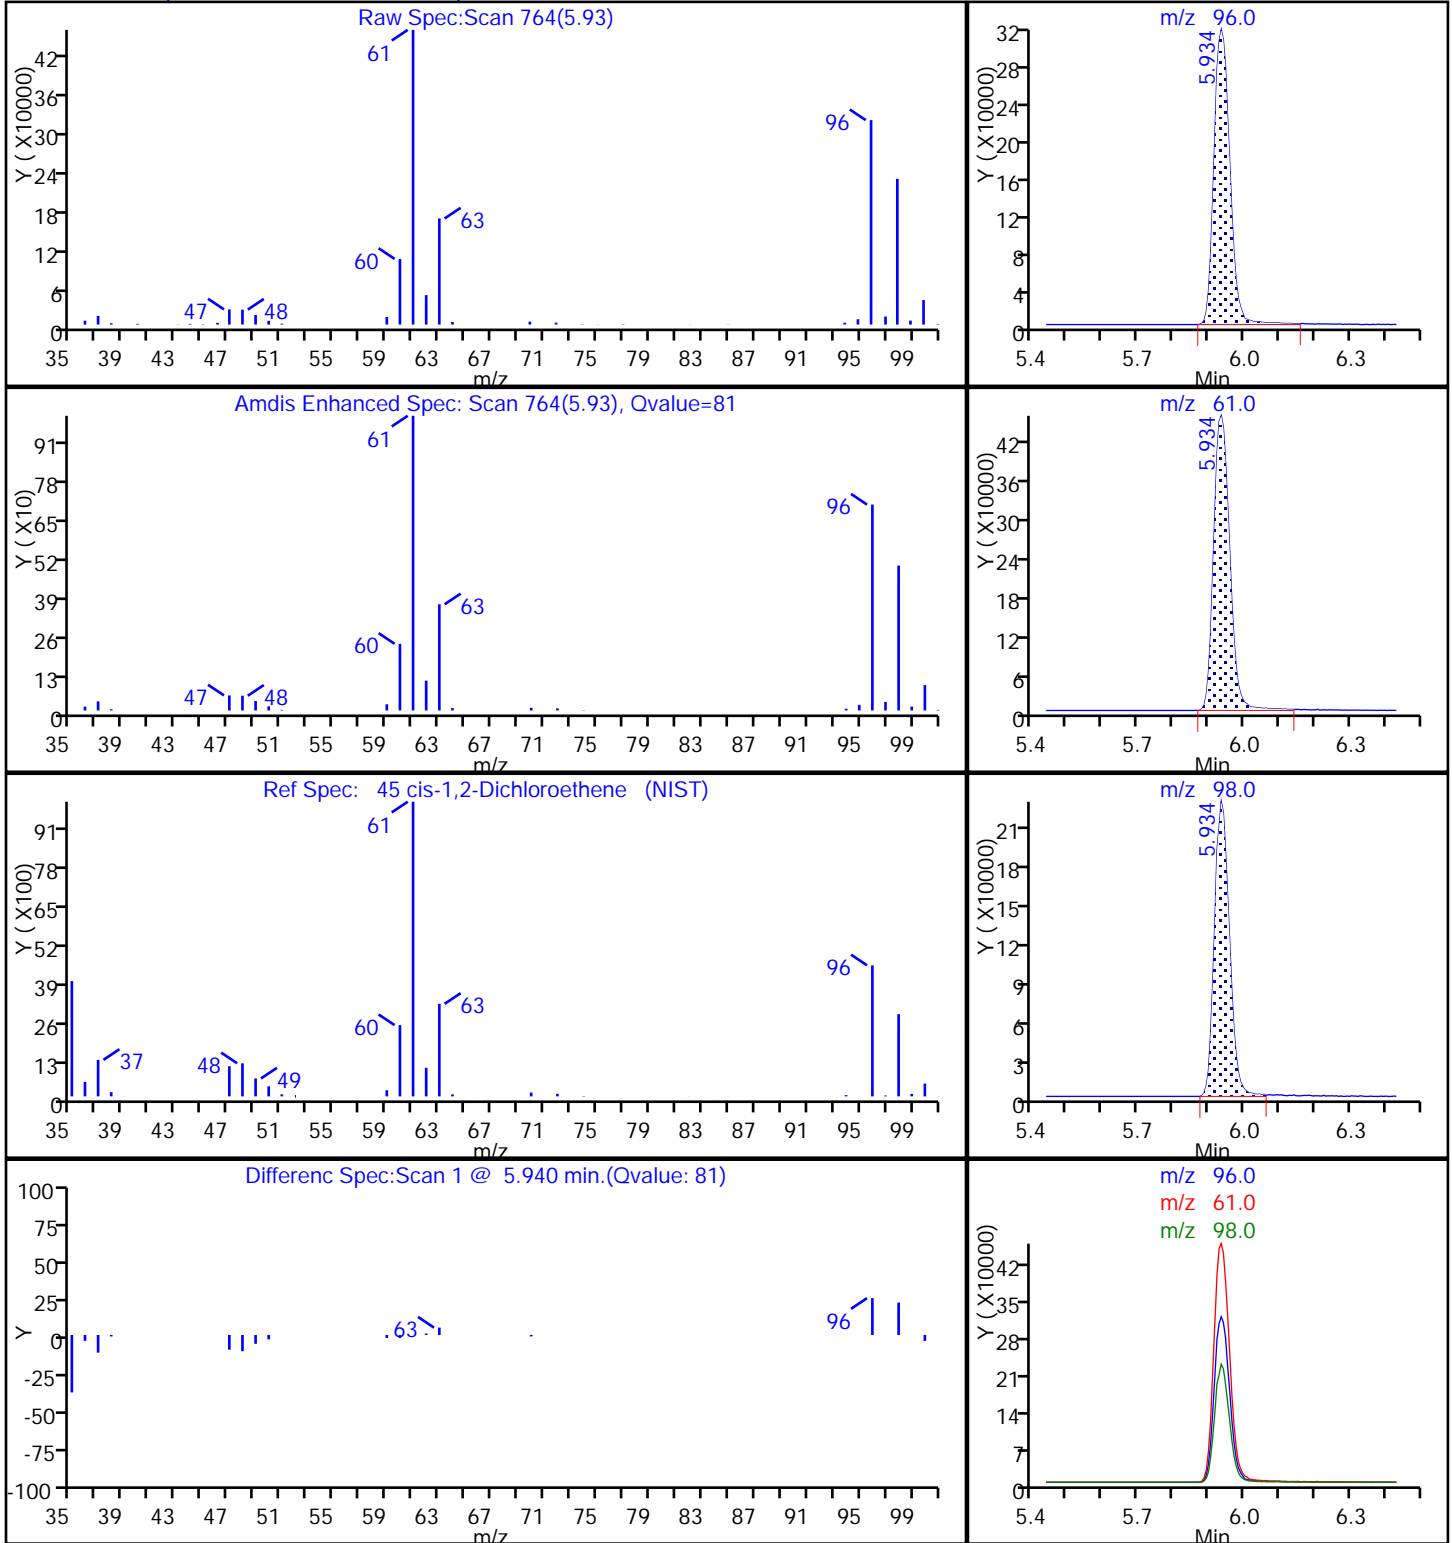 Raw Spec:Scan 764(5.93)
Y ( X10000)
42
36
30
24
18
12
6
0
61
96
63
60
47
48
35 39 43 47 51 55 59 63 67 71 75 79 83 87 91 95 99
m/z
m/z 96.0
Y ( X10000)
32
28
24
20
16
12
8
4
0
5.934
5.4 5.7 6.0 6.3
Min
Amdis Enhanced Spec: Scan 764(5.93), Qvalue=81
Y ( X10)
91
78
65
52
39
26
13
0
61
96
63
60
47
48
35 39 43 47 51 55 59 63 67 71 75 79 83 87 91 95 99
m/z
m/z 61.0
Y ( X10000)
42
36
30
24
18
12
6
0
5.934
5.4 5.7 6.0 6.3
Min
Ref Spec: 45 cis-1,2-Dichloroethene (NIST)
Y ( X100)
91
78
65
52
39
26
13
0
61
96
63
60
37
48
49
35 39 43 47 51 55 59 63 67 71 75 79 83 87 91 95 99
m/z
m/z 98.0
Y ( X10000)
21
18
15
12
9
6
3
0
5.934
5.4 5.7 6.0 6.3
Min
Differenc Spec:Scan 1 @ 5.940 min.(Qvalue: 81)
Y
100
75
50
25
0
-25
-50
-75
-100
63
96
35 39 43 47 51 55 59 63 67 71 75 79 83 87 91 95 99
m/z
m/z 96.0
m/z 61.0
m/z 98.0
Y ( X10000)
42
35
28
21
14
7
0
5.4 5.7 6.0 6.3
Min